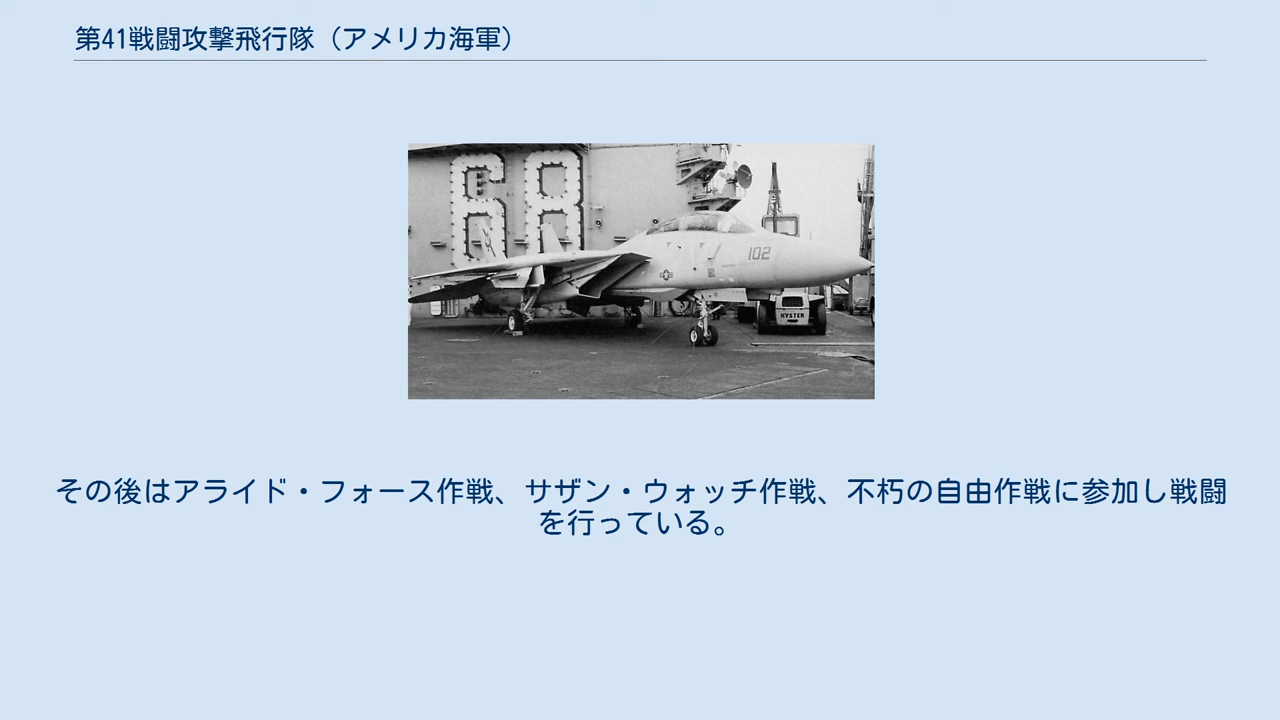 第41戦闘攻撃飛行隊（アメリカ海軍）
68
102
HYSTER
その後はアライド・フォース作戦、サザン・ウォッチ作戦、不朽の自由作戦に参加し戦闘
を行っている。